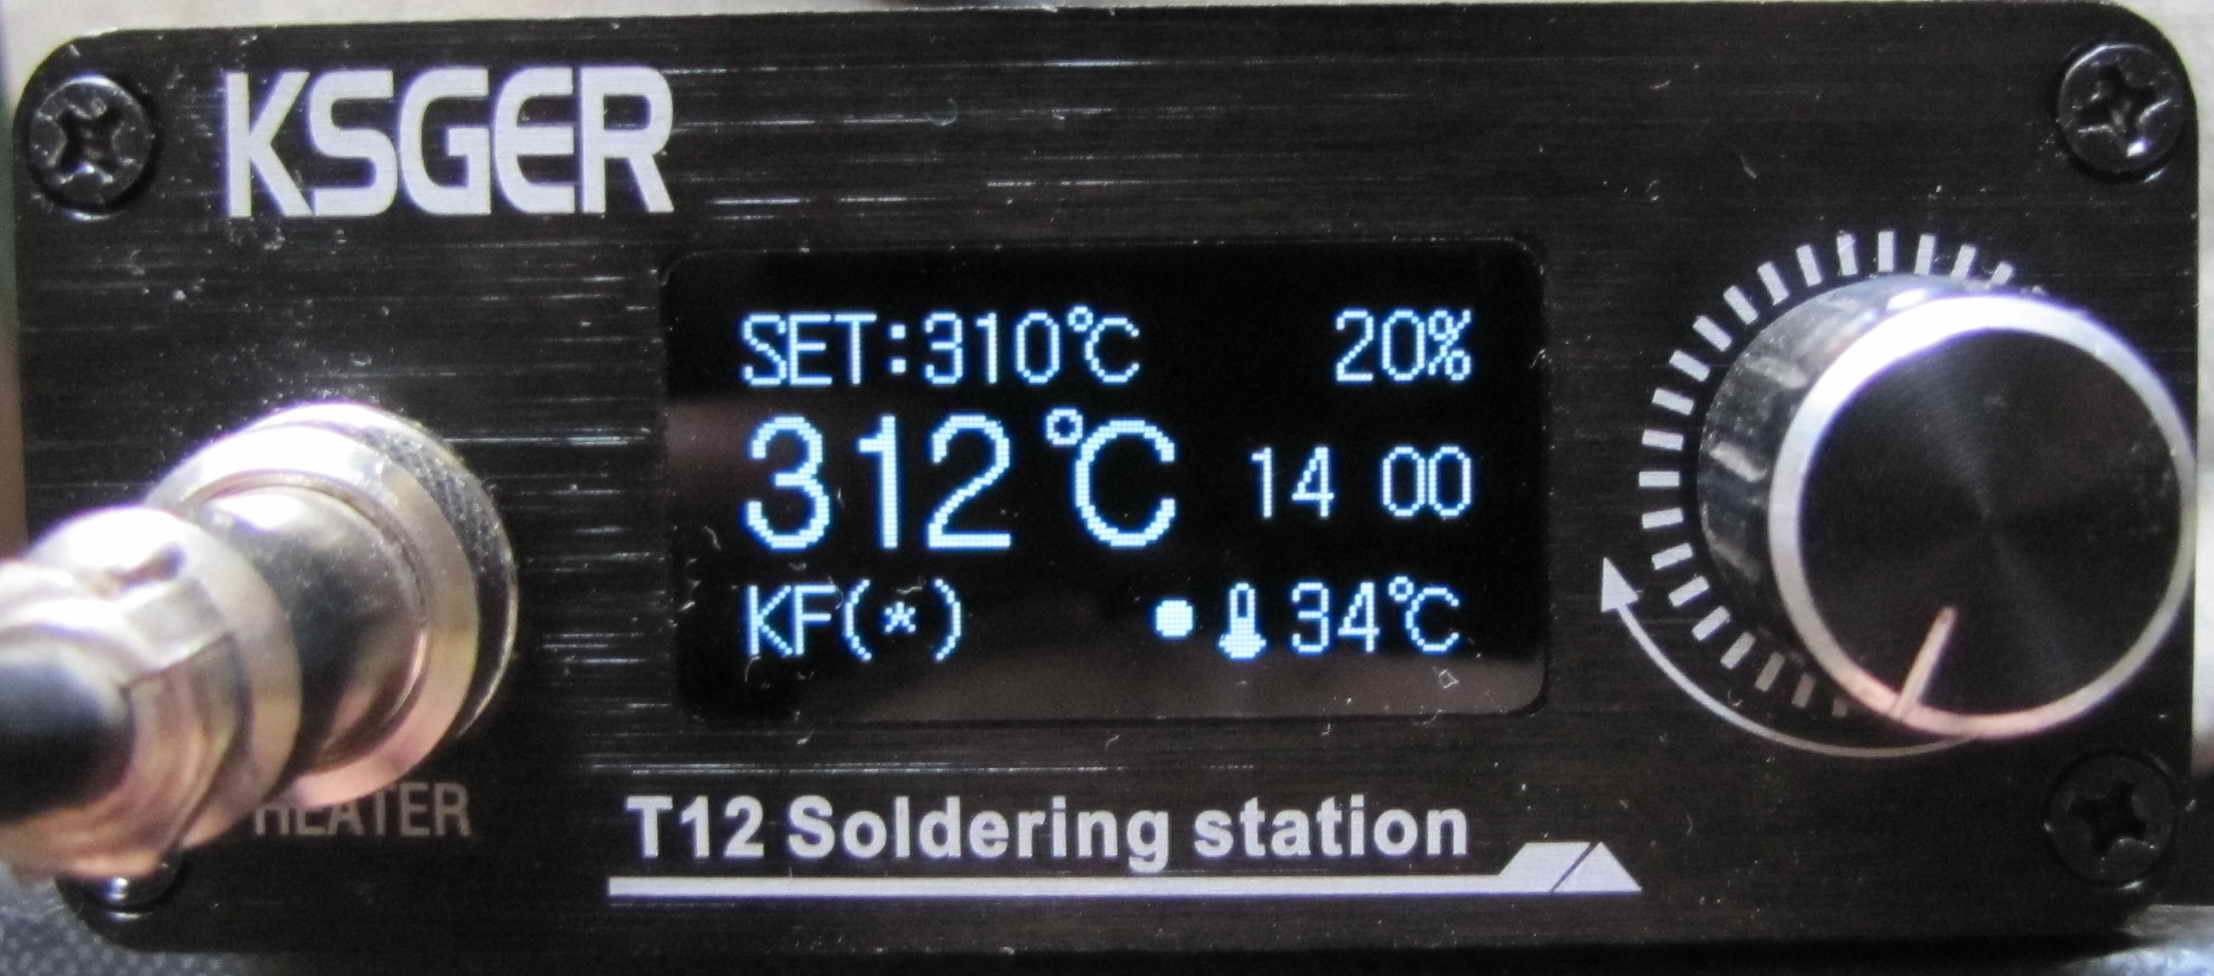 KSGER
SET:310℃ 20%
312℃ 14 00
KF(*) 34℃
HEATER
T12 Soldering station